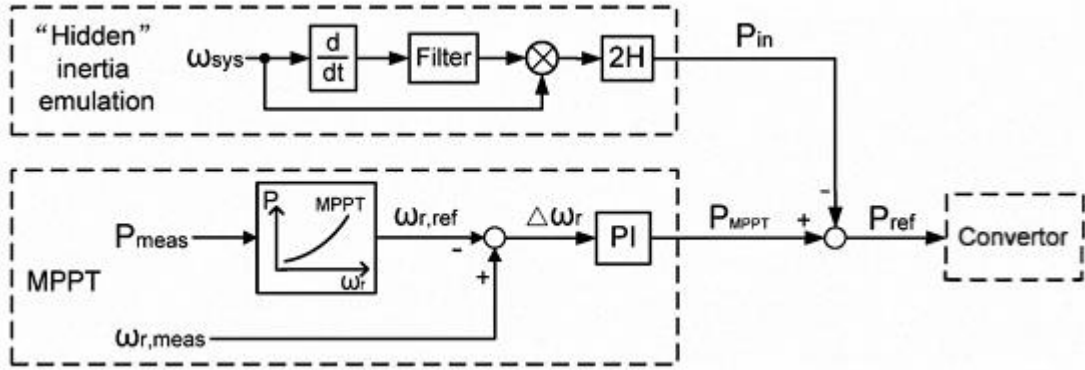 “Hidden”
inertia
emulation
ωsys
d
dt
Filter
2H
Pin
MPPT
Pmeas
P
MPPT
ωr
ωr,ref
-
+
△ωr
PI
PMPPT
+
-
Pref
Convertor
ωr,meas